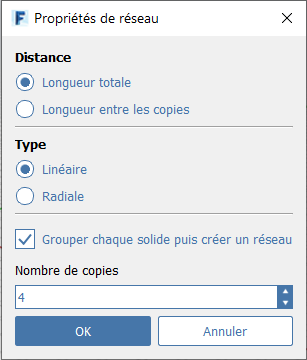 Propriétés de réseau
Distance
Longueur totale
Longueur entre les copies
Type
Linéaire
Radiale
Grouper chaque solide puis créer un réseau
Nombre de copies
4
OK
Annuler